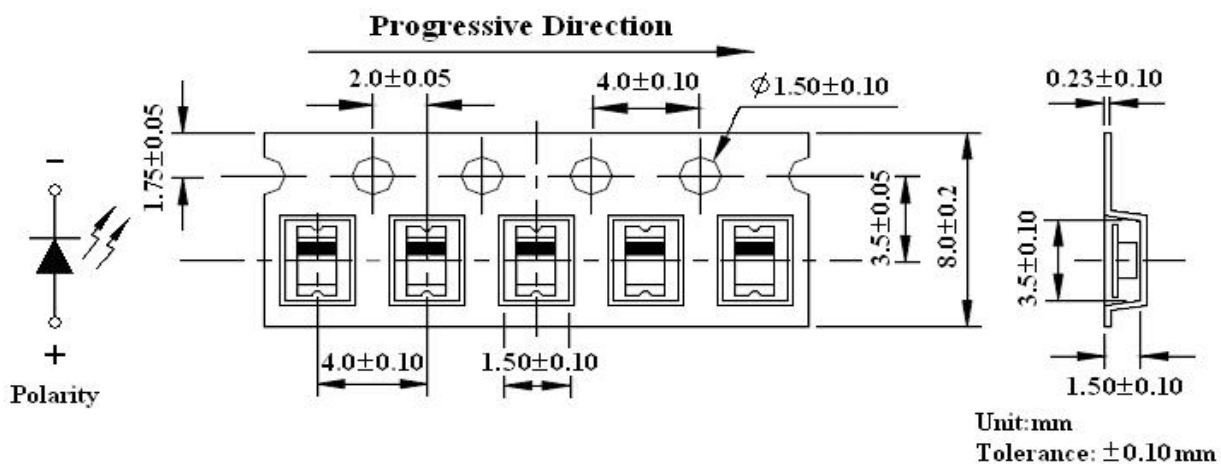 Progressive Direction
2.0±0.05
4.0±0.10
ϕ1.50±0.10
0.23±0.10
1.75±0.05
3.5±0.05
8.0±0.2
3.5±0.10
-
+
Polarity
4.0±0.10
1.50±0.10
1.50±0.10
Unit:mm
Tolerance: ±0.10mm